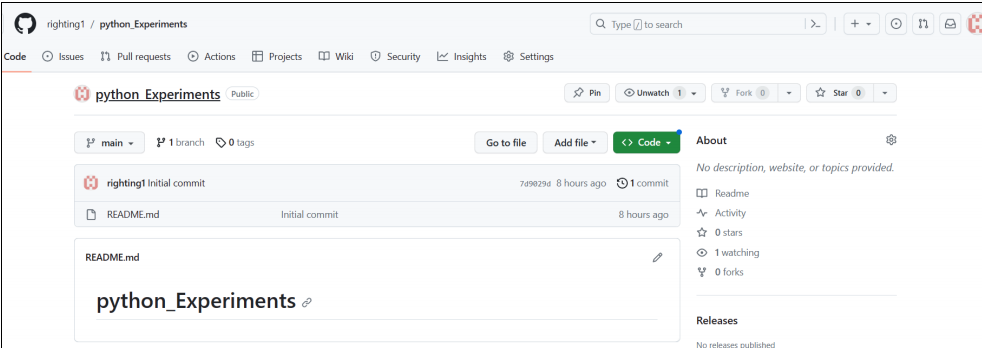 righting1 / python_Experiments
Type / to search
Code Issues Pull requests Actions Projects Wiki Security Insights Settings
python_Experiments Public
Pin Unwatch 1 Fork 0 Star 0
main 1 branch 0 tags Go to file Add file Code
righting1 Initial commit 7d9029d 8 hours ago 1 commit
README.md Initial commit 8 hours ago
README.md
python_Experiments
About
No description, website, or topics provided.
Readme
Activity
0 stars
1 watching
0 forks
Releases
No releases published